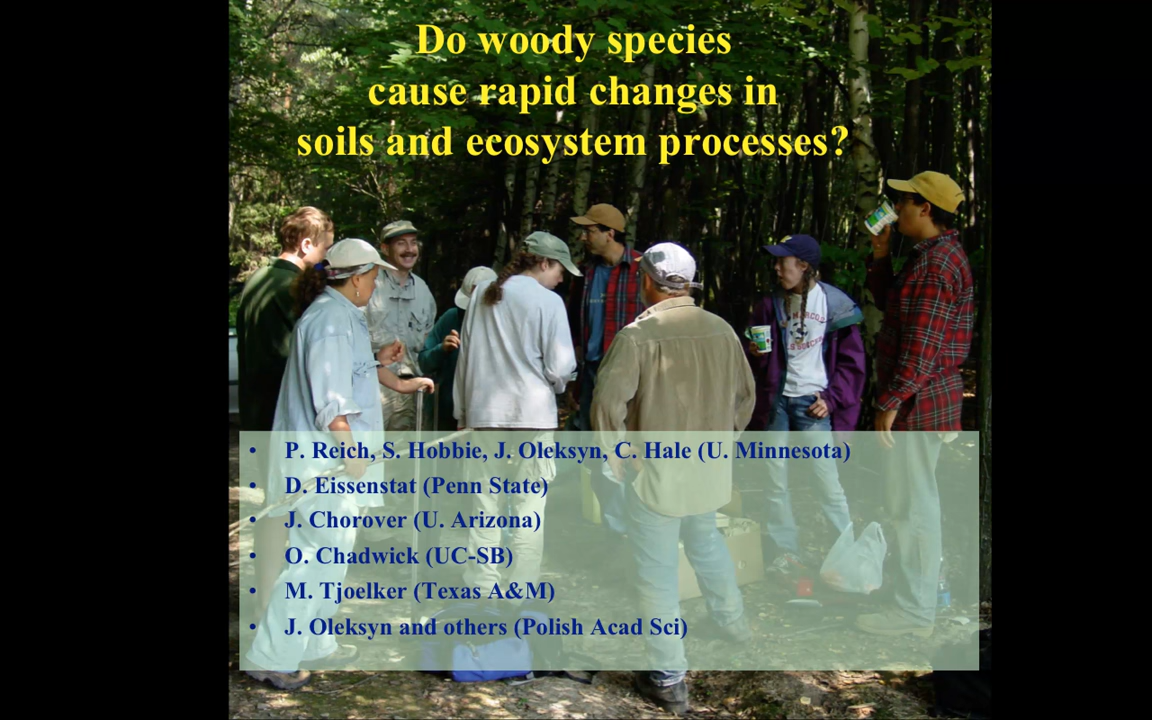 Do woody species
cause rapid changes in
soils and ecosystem processes?
• P. Reich, S. Hobbie, J. Oleksyn, C. Hale (U. Minnesota)
• D. Eissenstat (Penn State)
• J. Chorover (U. Arizona)
• O. Chadwick (UC-SB)
• M. Tjoelker (Texas A&M)
• J. Oleksyn and others (Polish Acad Sci)